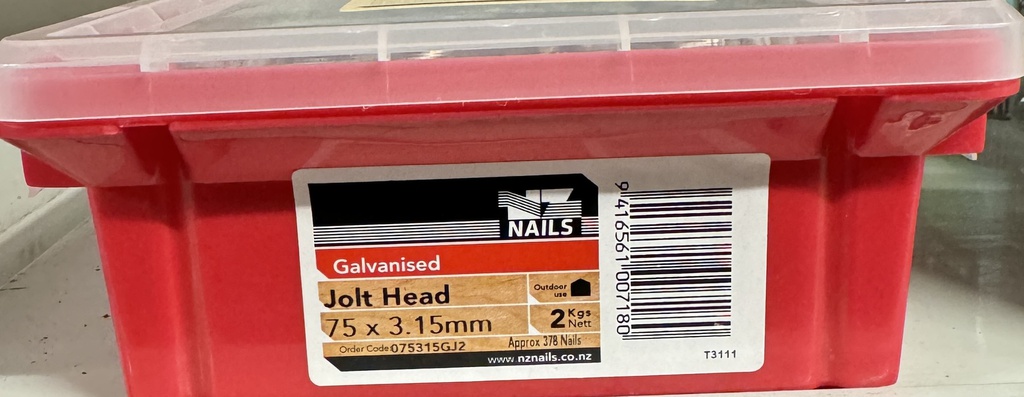 NZ
NAILS
Galvanised
Jolt Head
Outdoor
use
75 x 3.15mm
2 Kgs
Nett
Order Code: 075315GJ2
Approx 378 Nails
www.nznails.co.nz
9416561007180
T3111